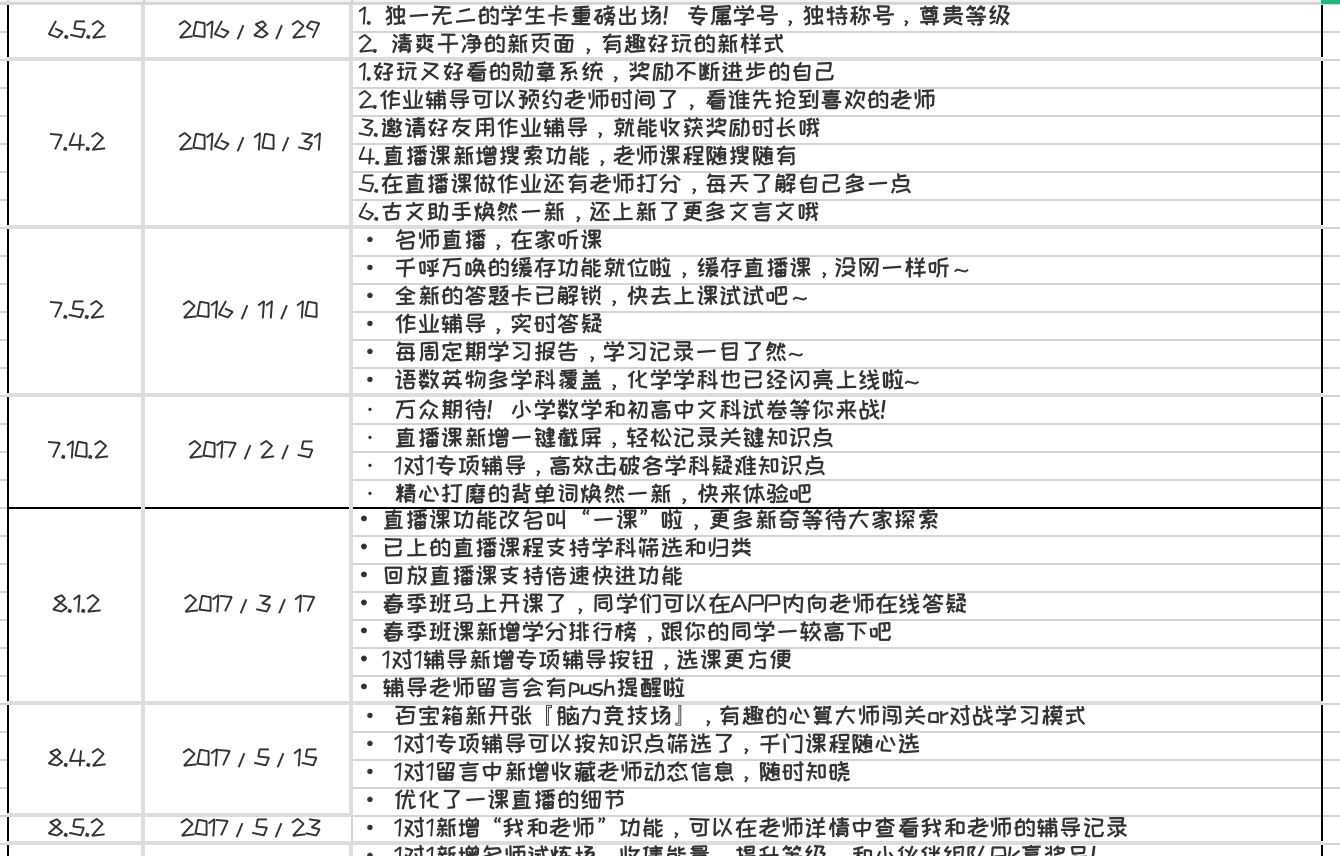 6.5.2 2016 / 8 / 29
1. 独一无二的学生卡重磅出场! 专属学号，独特称号，尊贵等级
2. 清爽干净的新页面，有趣好玩的新样式
7.4.2 2016 / 10 / 31
1.好玩又好看的勋章系统，奖励不断进步的自己
2.作业辅导可以预约老师时间了，看谁先抢到喜欢的老师
3.邀请好友用作业辅导，就能收获奖励时长哦
4.直播课新增搜索功能，老师课程随搜随有
5.在直播课做作业还有老师打分，每天了解自己多一点
6.古文助手焕然一新，还上新了更多文言文哦
7.5.2 2016 / 11 / 10
• 名师直播，在家听课
• 千呼万唤的缓存功能就位啦，缓存直播课，没网一样听~
• 全新的答题卡已解锁，快去上课试试吧~
• 作业辅导，实时答疑
• 每周定期学习报告，学习记录一目了然~
• 语数英物多学科覆盖，化学学科也已经闪亮上线啦~
7.10.2 2017 / 2 / 5
· 万众期待! 小学数学和初高中文科试卷等你来战!
· 直播课新增一键截屏，轻松记录关键知识点
· 1对1专项辅导，高效击破各学科疑难知识点
· 精心打磨的背单词焕然一新，快来体验吧
8.1.2 2017 / 3 / 17
• 直播课功能改名叫“一课”啦，更多新奇等待大家探索
• 已上的直播课程支持学科筛选和归类
• 回放直播课支持倍速快进功能
• 春季班马上开课了，同学们可以在APP内向老师在线答疑
• 春季班课新增学分排行榜，跟你的同学一较高下吧
• 1对1辅导新增专项辅导按钮，选课更方便
• 辅导老师留言会有push提醒啦
8.4.2 2017 / 5 / 15
• 百宝箱新开张『脑力竞技场』，有趣的心算大师闯关or对战学习模式
• 1对1专项辅导可以按知识点筛选了，千门课程随心选
• 1对1留言中新增收藏老师动态信息，随时知晓
• 优化了一课直播的细节
8.5.2 2017 / 5 / 23
• 1对1新增“我和老师”功能，可以在老师详情中查看我和老师的辅导记录